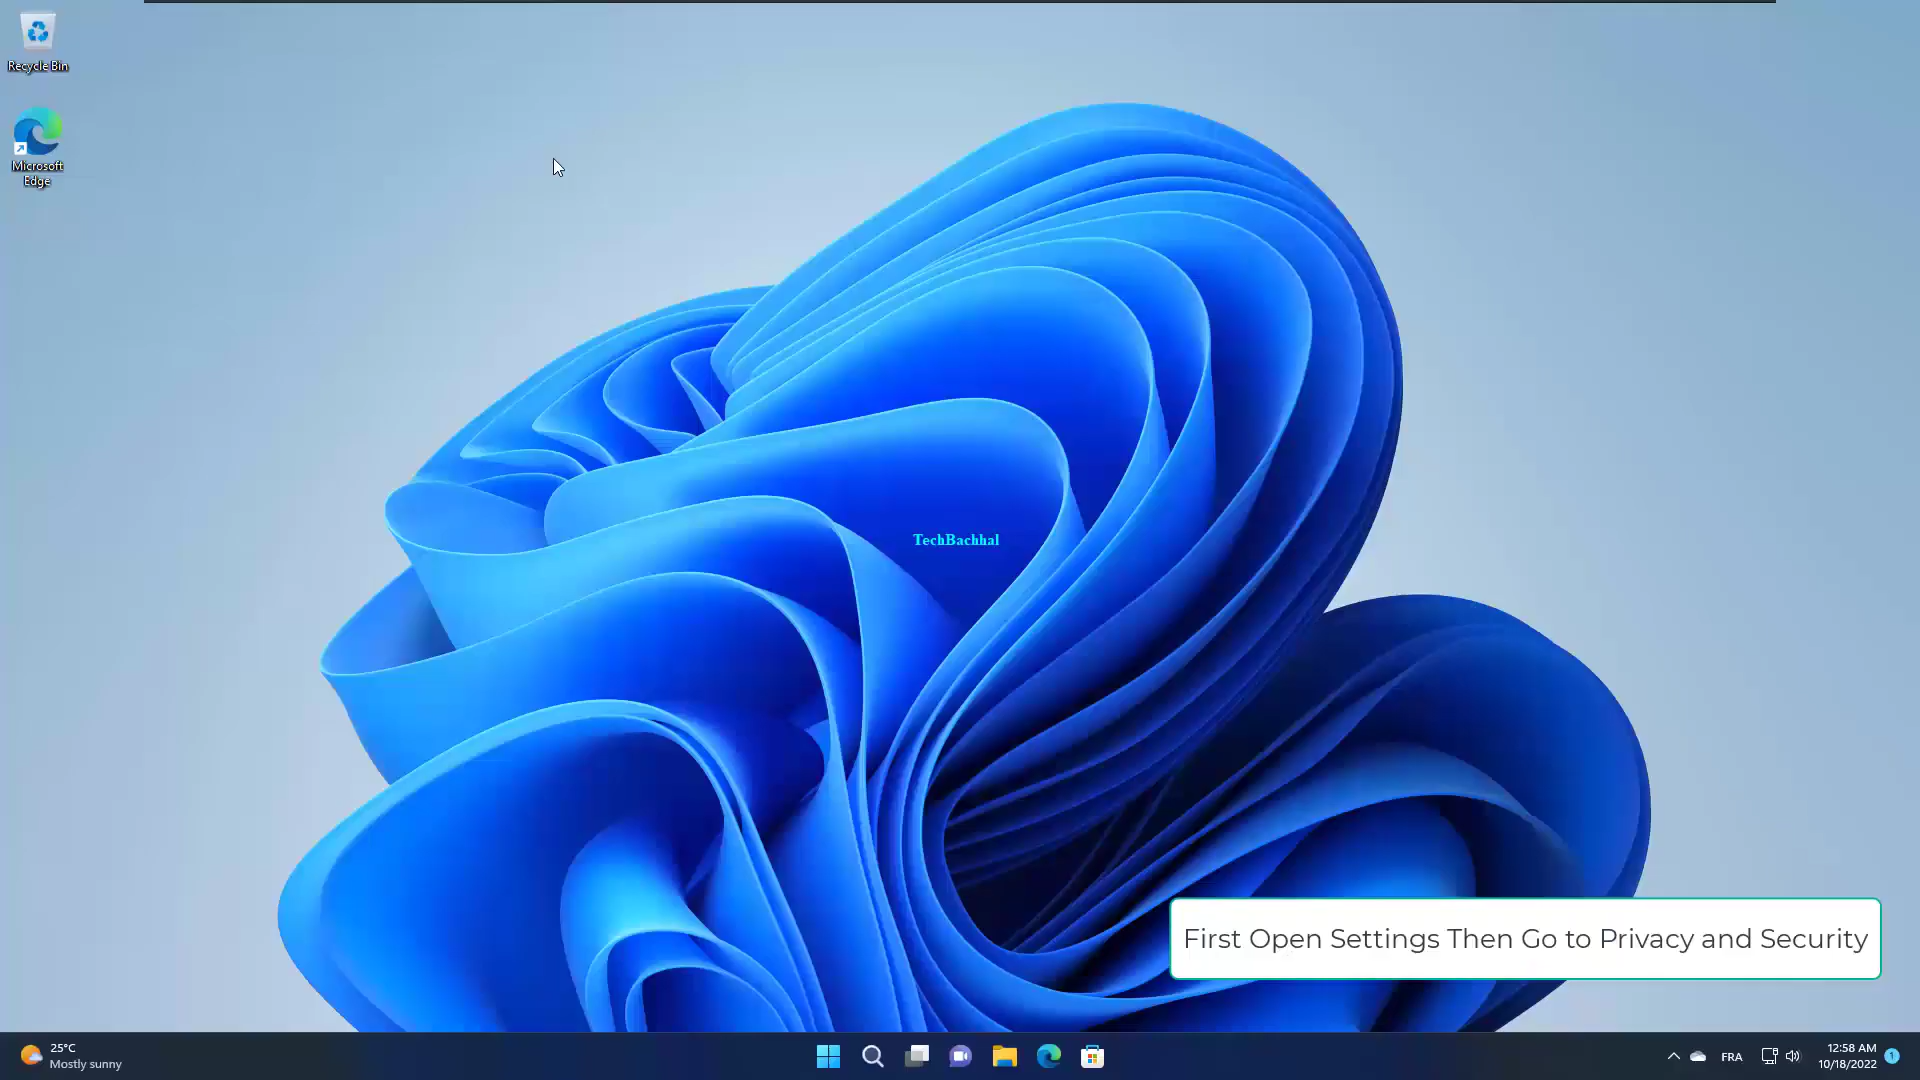 Recycle Bin
Microsoft
Edge
TechBachhal
First Open Settings Then Go to Privacy and Security
25°C
Mostly sunny
FRA
12:58 AM
10/18/2022
1